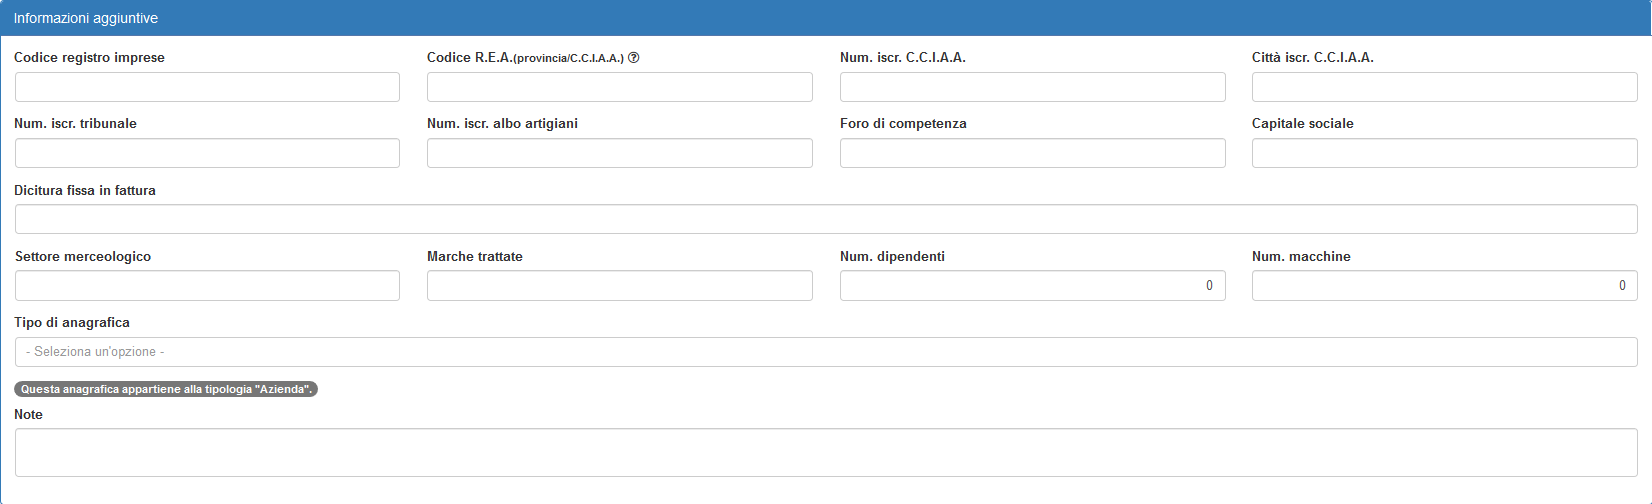 Informazioni aggiuntive
Codice registro imprese
Codice R.E.A.(provincia/C.C.I.A.A.)
Num. iscr. C.C.I.A.A.
Città iscr. C.C.I.A.A.
Num. iscr. tribunale
Num. iscr. albo artigiani
Foro di competenza
Capitale sociale
Dicitura fissa in fattura
Settore merceologico
Marche trattate
Num. dipendenti
Num. macchine
0
0
Tipo di anagrafica
- Seleziona un'opzione -
Questa anagrafica appartiene alla tipologia "Azienda".
Note